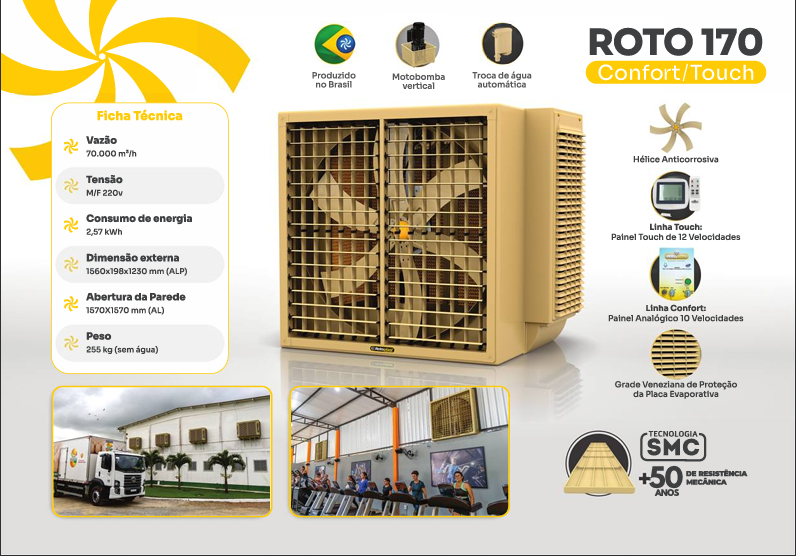 ROTO 170
Confort/Touch
Produzido
no Brasil
Motobomba
vertical
Troca de água
automática
Ficha Técnica
Vazão
70.000 m³/h
Tensão
M/F 220v
Consumo de energia
2,57 kWh
Dimensão externa
1560x198x1230 mm (ALP)
Abertura da Parede
1570X1570 mm (AL)
Peso
255 kg (sem água)
Hélice Anticorrosiva
Linha Touch:
Painel Touch de 12 Velocidades
Linha Confort:
Painel Analógico 10 Velocidades
Grade Veneziana de Proteção
da Placa Evaporativa
TECNOLOGIA
SMC
+50
ANOS
DE RESISTÊNCIA
MECÂNICA